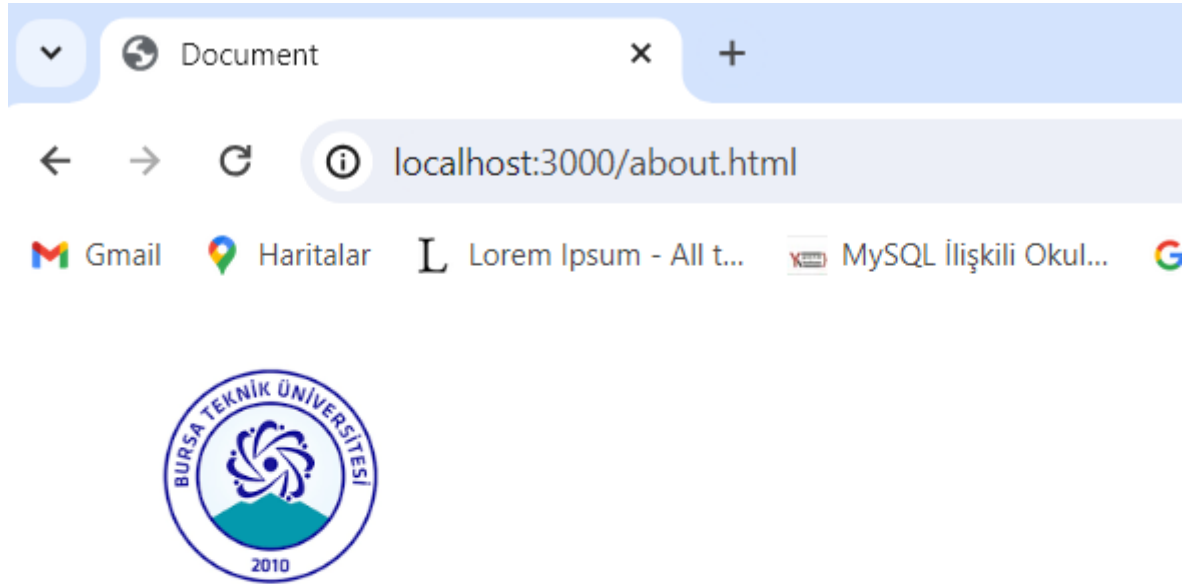 Document
localhost:3000/about.html
Gmail Haritalar Lorem Ipsum - All t... MySQL İlişkili Okul...
BURSA TEKNİK ÜNİVERSİTESİ
2010